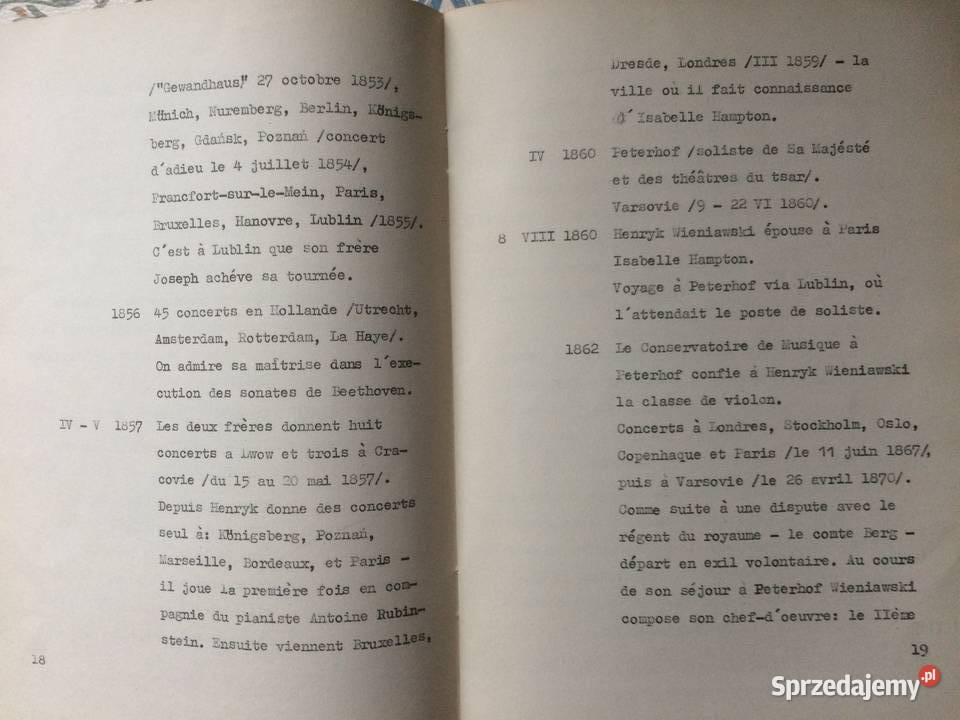 /"Gewandhaus/" 27 octobre 1853/,
Münich, Nuremberg, Berlin, Königs-
berg, Gdańsk, Poznań /concert
d´adieu le 4 juillet 1854/,
Francfort-sur-le-Mein, Paris,
Bruxelles, Hanovre, Lublin /1855/.
C´est à Lublin que son frère
Joseph achéve sa tournée.
1856 45 concerts en Hollande /Utrecht,
Amsterdam, Rotterdam, La Haye/.
On admire sa maîtrise dans l´exe-
cution des sonates de Beethoven.
IV - V 1857 Les deux frères donnent huit
concerts a Lwow et trois à Cra-
covie /du 15 au 20 mai 1857/.
Depuis Henryk donne des concerts
seul à: Königsberg, Poznań,
Marseille, Bordeaux, et Paris -
il joue la première fois en com-
pagnie du pianiste Antoine Rubin-
stein. Ensuite viennent Bruxelles,
18
Dresde, Londres /III 1859/ - la
ville où il fait connaissance
d´Isabelle Hampton.
IV 1860 Peterhof /soliste de Sa Majésté
et des théâtres du tsar/.
Varsovie /9 - 22 VI 1860/.
8 VIII 1860 Henryk Wieniawski épouse à Paris
Isabelle Hampton.
Voyage à Peterhof via Lublin, où
l´attendait le poste de soliste.
1862 Le Conservatoire de Musique à
Peterhof confie à Henryk Wieniawski
la classe de violon.
Concerts à Londres, Stockholm, Oslo,
Copenhaque et Paris /le 11 juin 1867/,
puis à Varsovie /le 26 avril 1870/.
Comme suite à une dispute avec le
régent du royaume - le comte Berg -
départ en exil volontaire. Au cours
de son séjour à Peterhof Wieniawski
compose son chef-d´oeuvre: le IIème
19
Sprzedajemy.pl